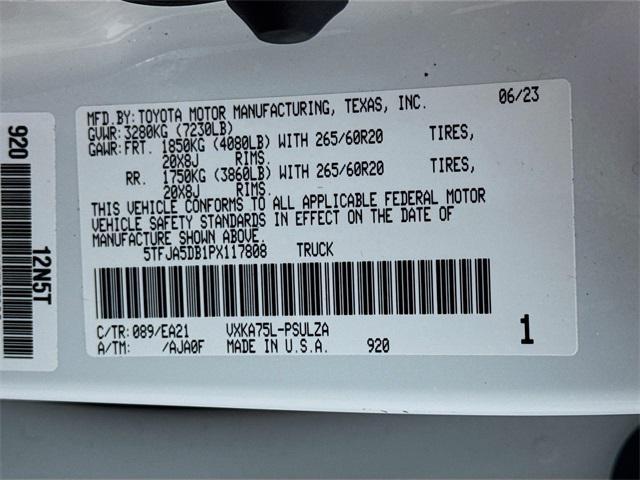 MFD.BY: TOYOTA MOTOR MANUFACTURING, TEXAS, INC. 06/23
GVWR: 3280KG (7230LB)
GAWR: FRT. 1850KG (4080LB) WITH 265/60R20 TIRES,
20X8J RIMS.
RR. 1750KG (3860LB) WITH 265/60R20 TIRES,
20X8J RIMS.
THIS VEHICLE CONFORMS TO ALL APPLICABLE FEDERAL MOTOR
VEHICLE SAFETY STANDARDS IN EFFECT ON THE DATE OF
MANUFACTURE SHOWN ABOVE.
5TFJA5DB1PX117808 TRUCK
C/TR: 089/EA21 VXKA75L-PSULZA
A/TM: /AJA0F MADE IN U.S.A. 920
1
920
12N5T